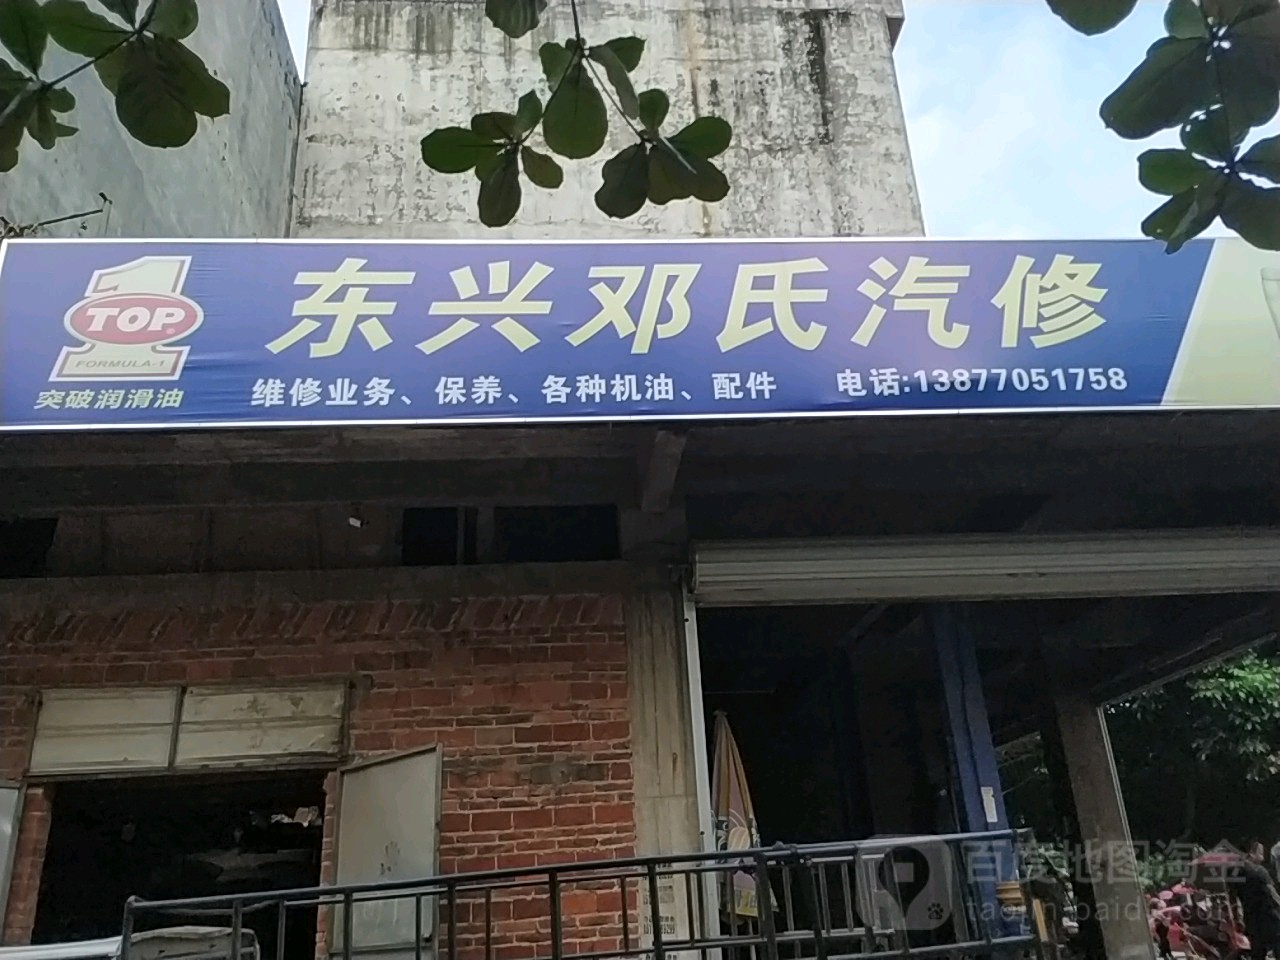 东兴邓氏汽修
1
TOP
FORMULA-1
突破润滑油
维修业务、保养、各种机油、配件
电话:13877051758
百度地图淘金
taojin.baidu.com